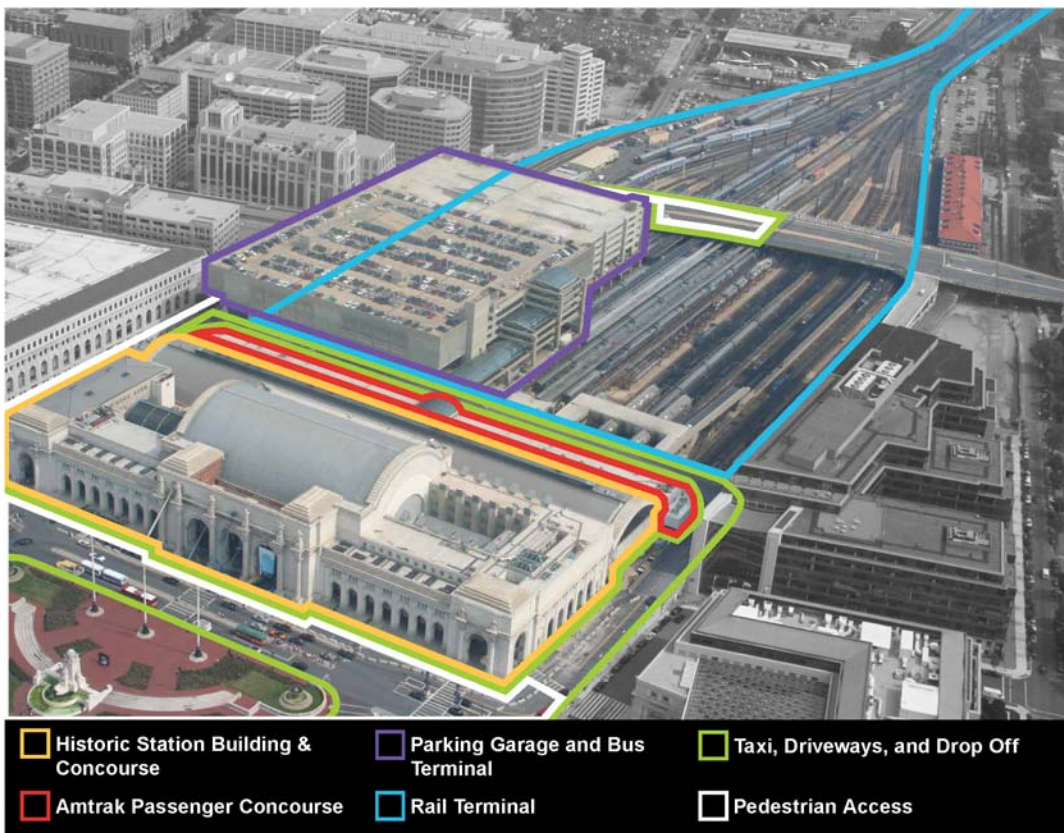 Historic Station Building &
Concourse
Parking Garage and Bus
Terminal
Taxi, Driveways, and Drop Off
Amtrak Passenger Concourse
Rail Terminal
Pedestrian Access